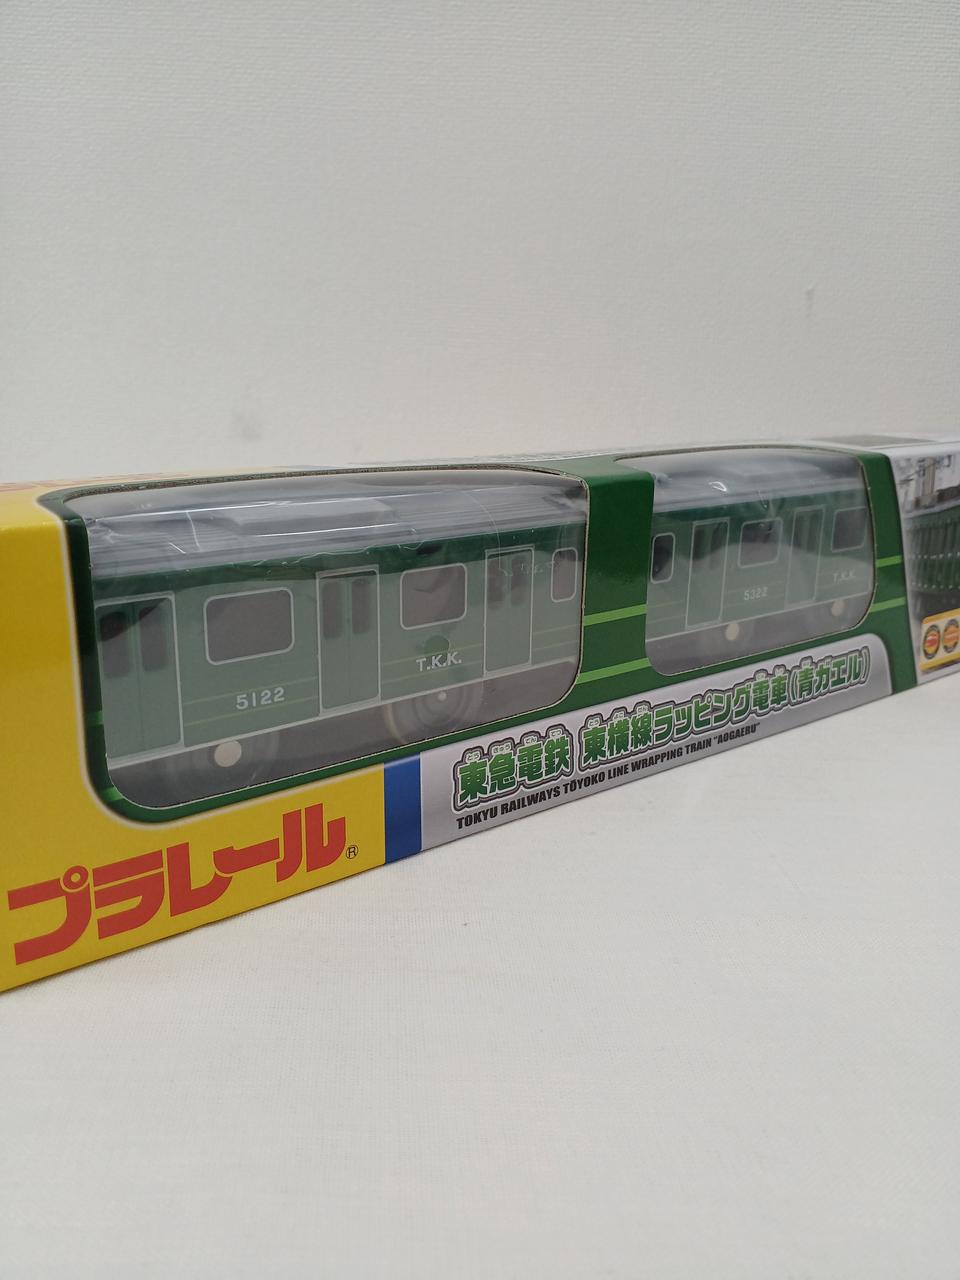 5122
T.K.K.
5322
T.K.K.
東急電鉄 東横線ラッピング電車(青ガエル)
TOKYU RAILWAYS TOYOKO LINE WRAPPING TRAIN "AOGAERU"
プラレール®